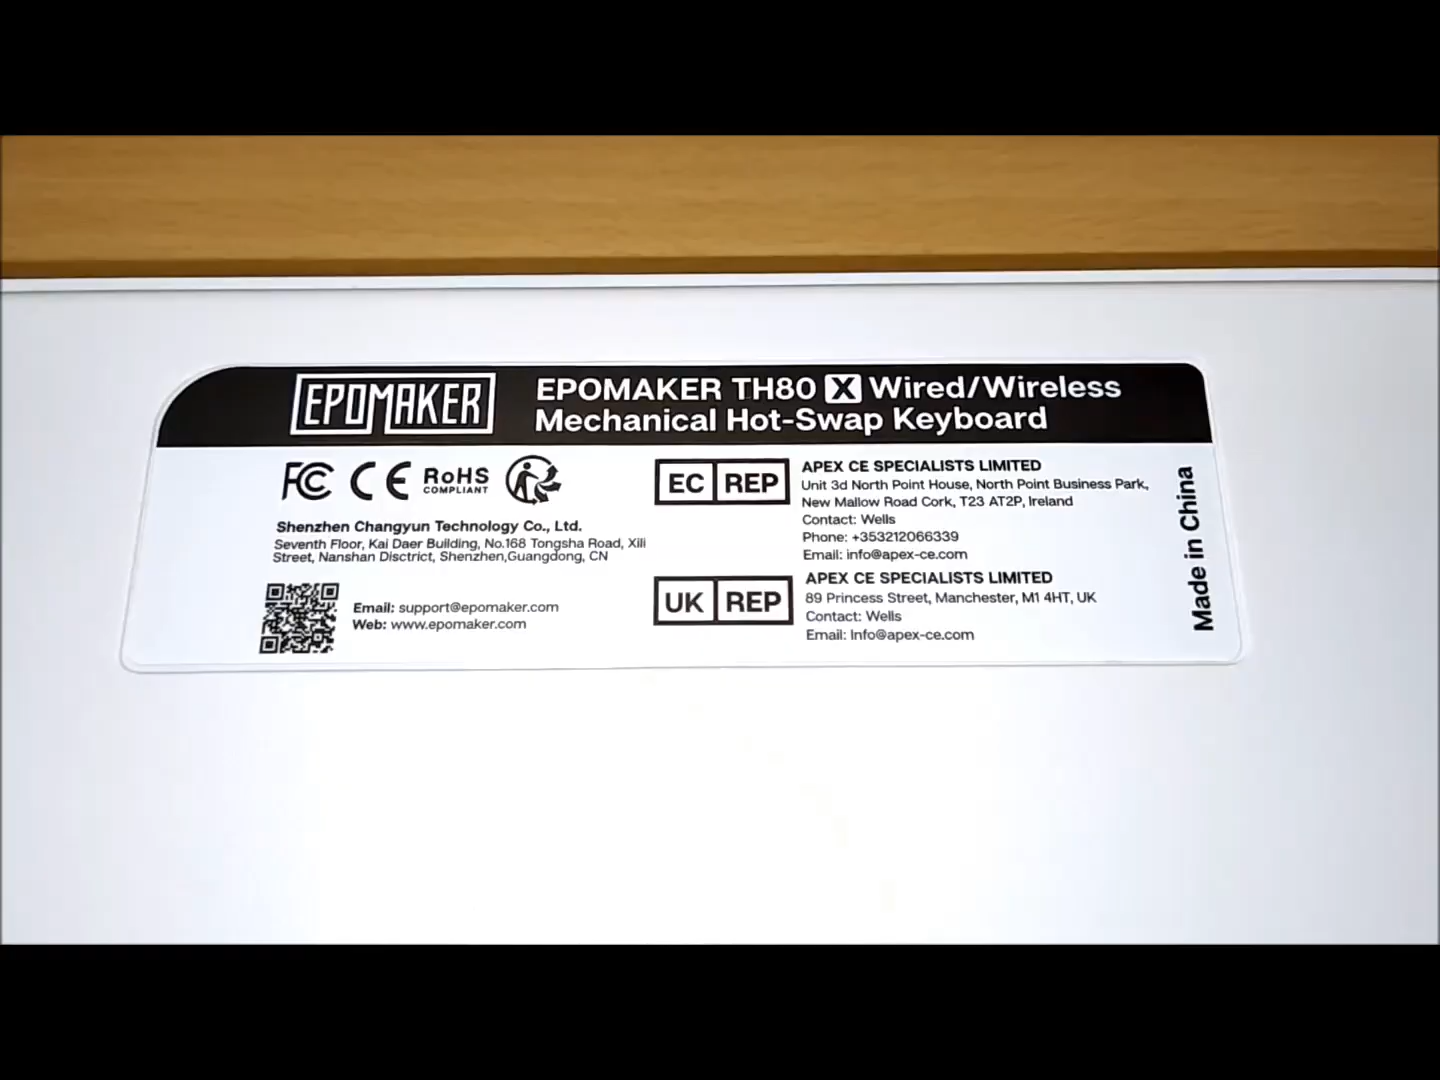 EPOMAKER
EPOMAKER TH80 X Wired/Wireless
Mechanical Hot-Swap Keyboard
FC CE RoHS
COMPLIANT
Shenzhen Changyun Technology Co., Ltd.
Seventh Floor, Kai Daer Building, No.168 Tongsha Road, Xili
Street, Nanshan Disctrict, Shenzhen,Guangdong, CN
Email: support@epomaker.com
Web: www.epomaker.com
EC REP
APEX CE SPECIALISTS LIMITED
Unit 3d North Point House, North Point Business Park,
New Mallow Road Cork, T23 AT2P, Ireland
Contact: Wells
Phone: +353212066339
Email: info@apex-ce.com
UK REP
APEX CE SPECIALISTS LIMITED
89 Princess Street, Manchester, M1 4HT, UK
Contact: Wells
Email: Info@apex-ce.com
Made in China